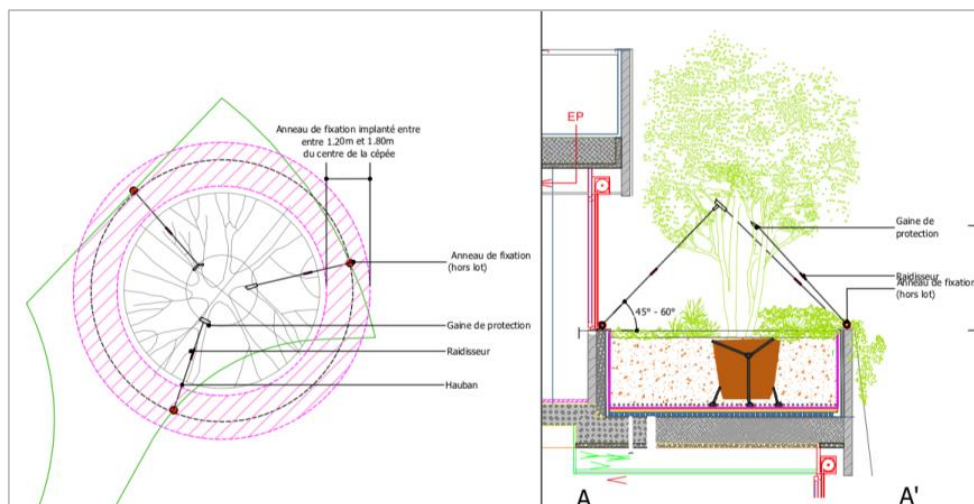 Anneau de fixation implanté entre
entre 1.20m et 1.80m
du centre de la cépée
Anneau de fixation
(hors lot)
Gaine de protection
Raidisseur
Hauban
EP
Gaine de
protection
Raidisseur
Anneau de fixation
(hors lot)
45° - 60°
A
A'